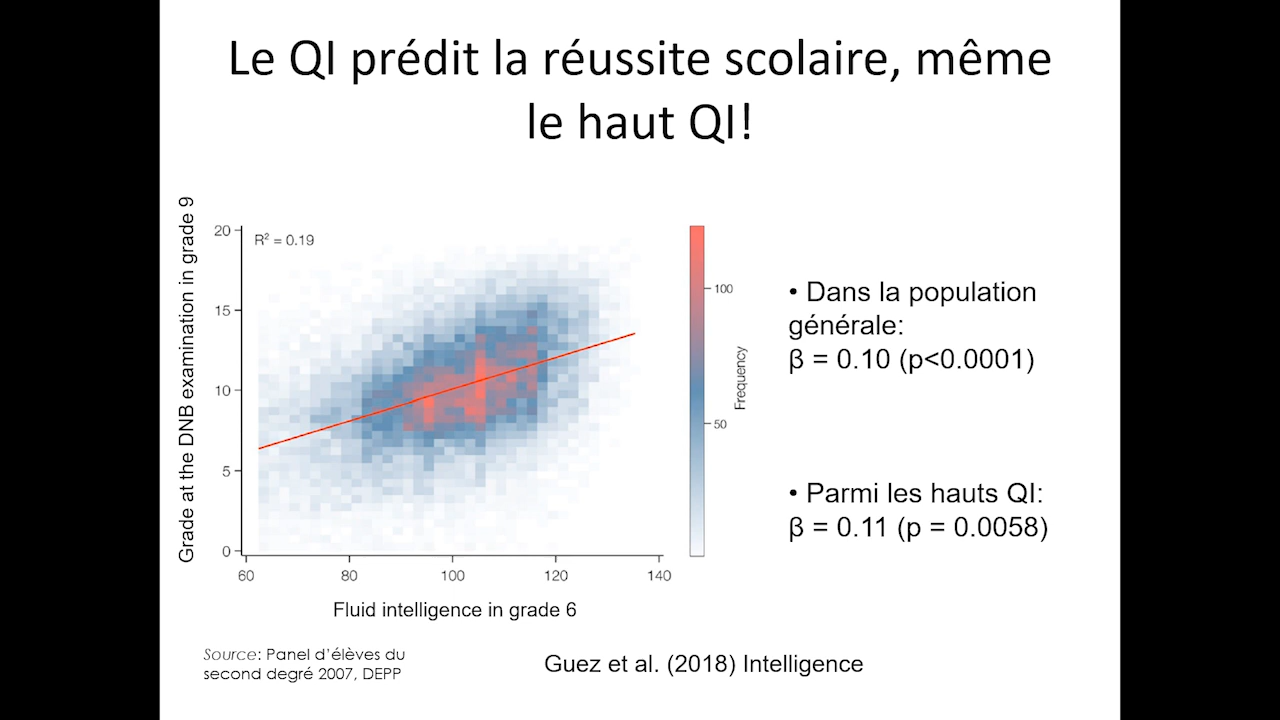 Le QI prédit la réussite scolaire, même
le haut QI!
Grade at the DNB examination in grade 9
20
15
10
5
0
R² = 0.19
60
80
100
120
140
Fluid intelligence in grade 6
100
50
Frequency
• Dans la population
générale:
β = 0.10 (p<0.0001)
• Parmi les hauts QI:
β = 0.11 (p = 0.0058)
Source: Panel d'élèves du
second degré 2007, DEPP
Guez et al. (2018) Intelligence